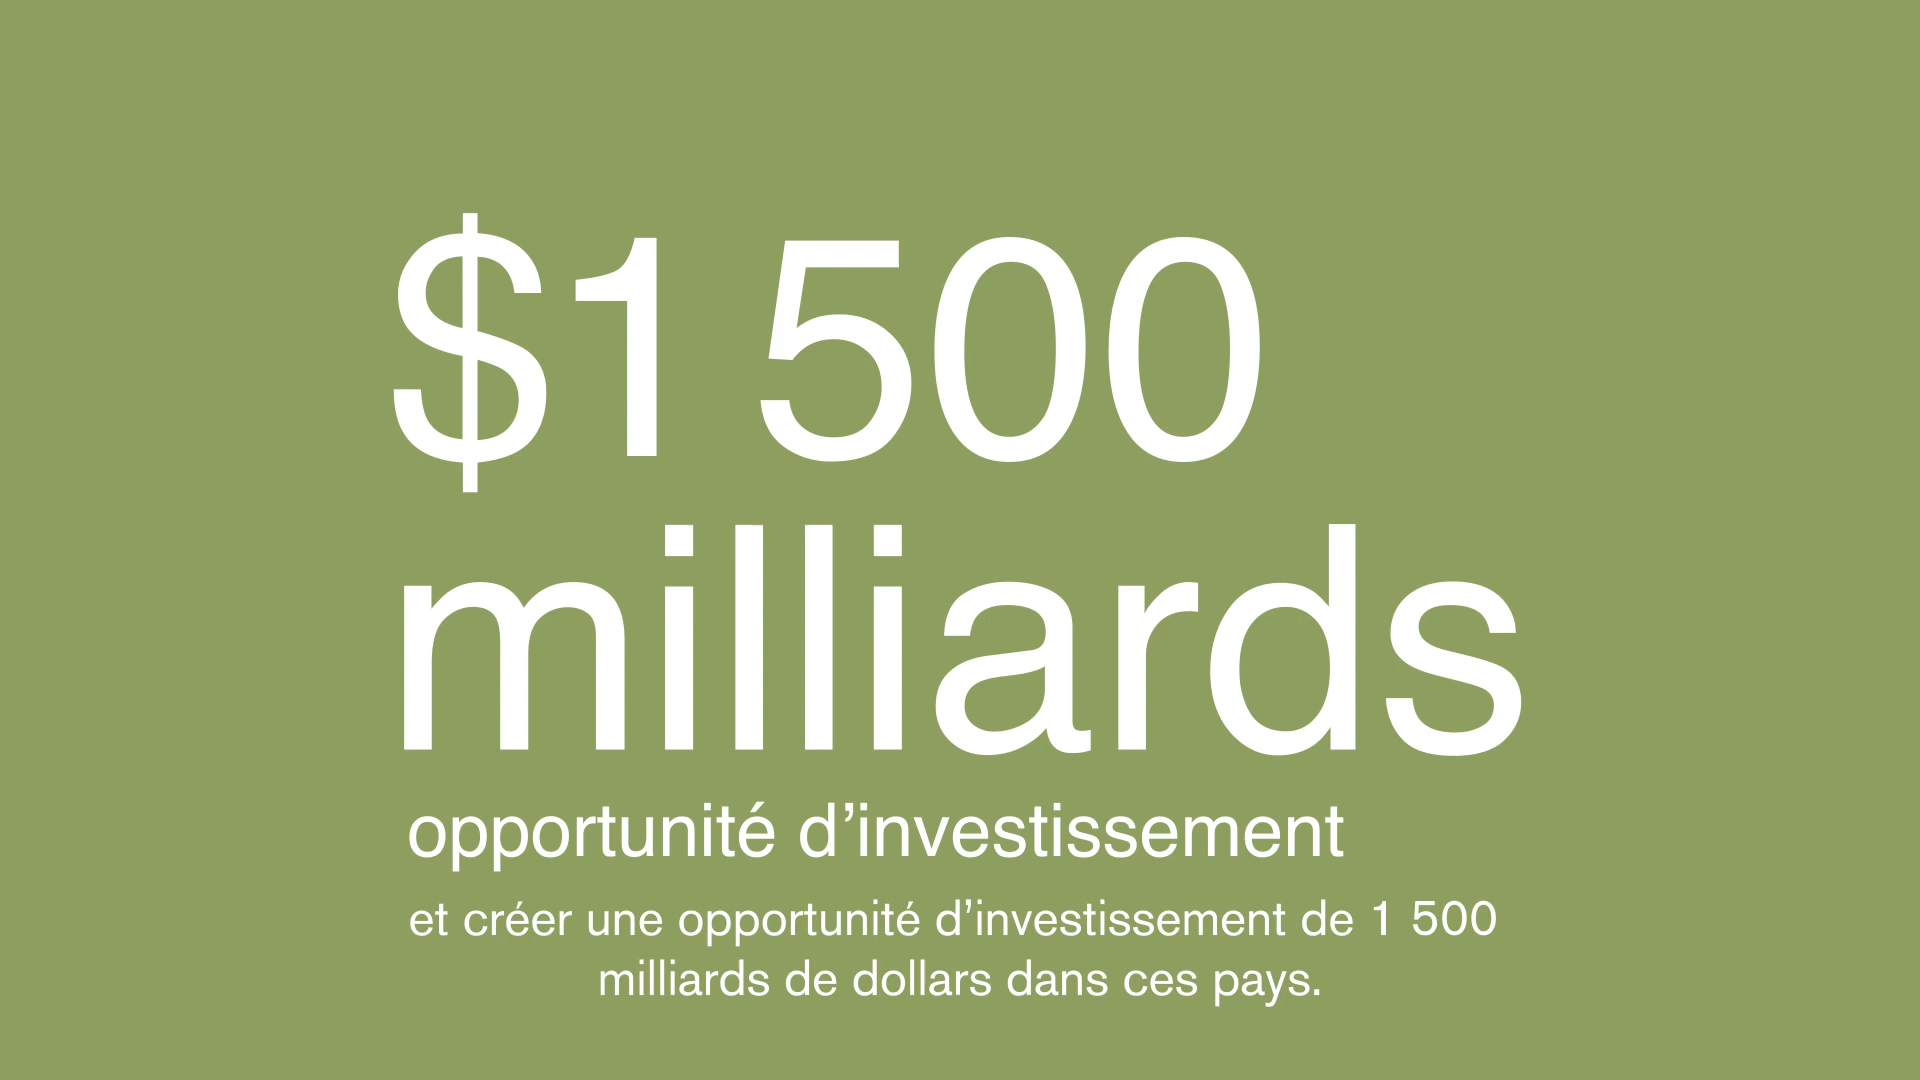 $1 500
milliards
opportunité d’investissement
et créer une opportunité d’investissement de 1 500
milliards de dollars dans ces pays.